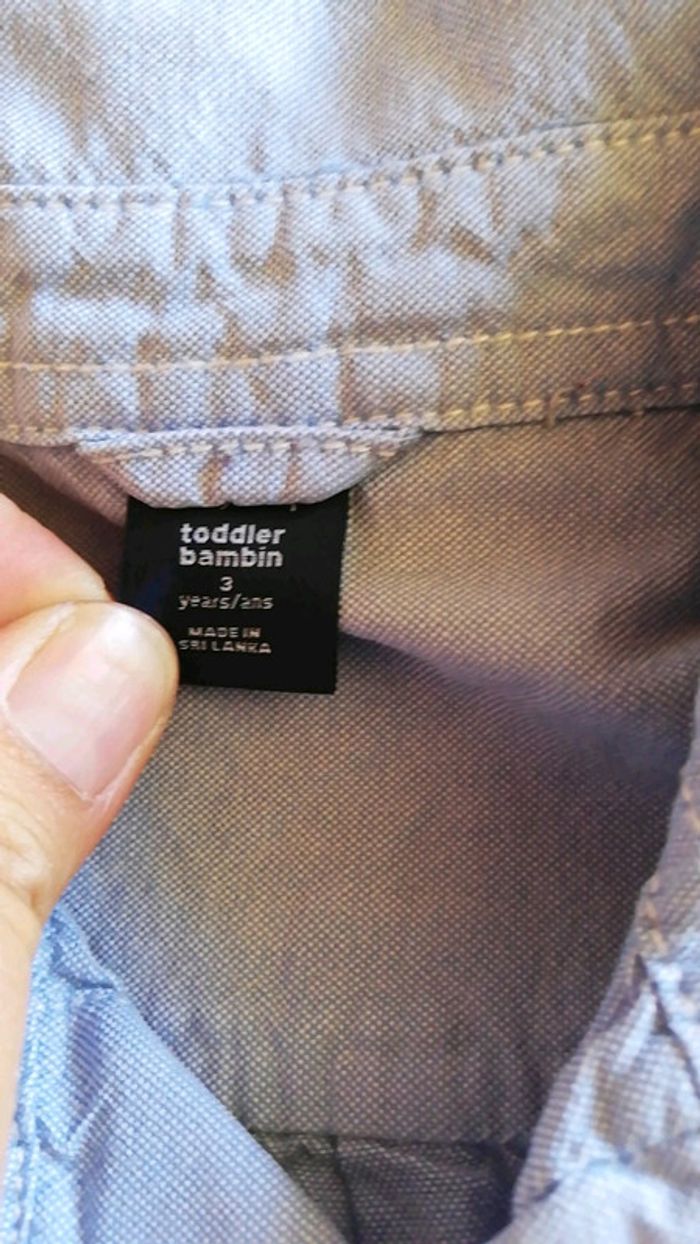 toddler
bambin
3
years/ans
MADE IN
SRI LANKA